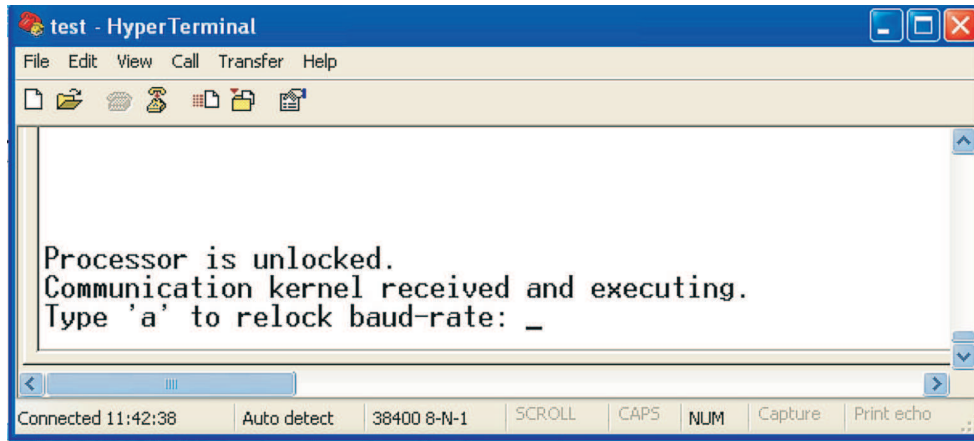 test - HyperTerminal
File Edit View Call Transfer Help
Processor is unlocked.
Communication kernel received and executing.
Type 'a' to relock baud-rate: _
Connected 11:42:38 Auto detect 38400 8-N-1 SCROLL CAPS NUM Capture Print echo